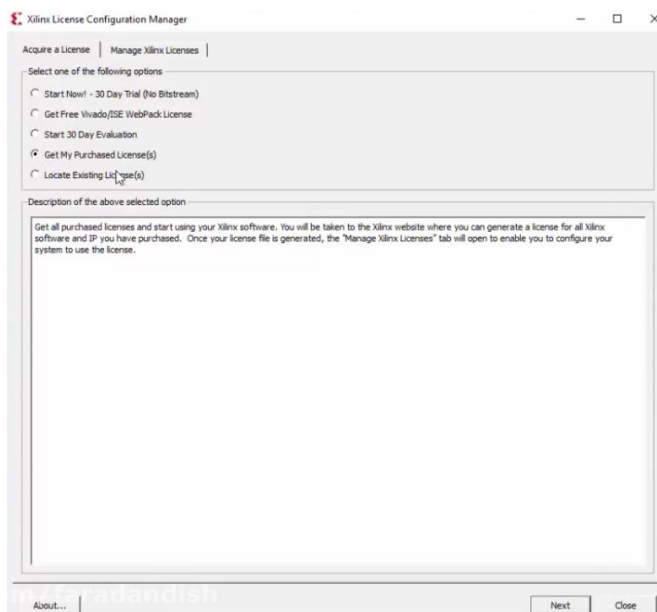 Xilinx License Configuration Manager
Acquire a License
Manage Xilinx Licenses
Select one of the following options
Start Now! - 30 Day Trial (No Bitstream)
Get Free Vivado/ISE WebPack License
Start 30 Day Evaluation
Get My Purchased License(s)
Locate Existing License(s)
Description of the above selected option
Get all purchased licenses and start using your Xilinx software. You will be taken to the Xilinx website where you can generate a license for all Xilinx
software and IP you have purchased. Once your license file is generated, the "Manage Xilinx Licenses" tab will open to enable you to configure your
system to use the license.
m/faradandish
About...
Next
Close